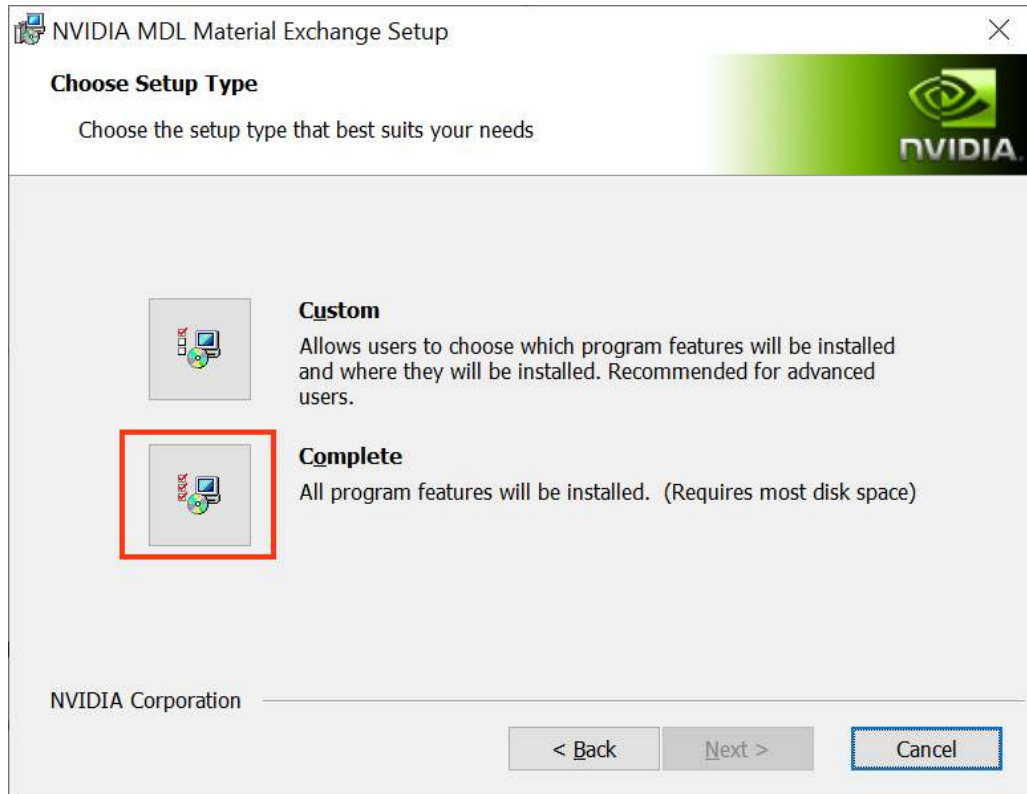 NVIDIA MDL Material Exchange Setup
Choose Setup Type
Choose the setup type that best suits your needs
NVIDIA.
Custom
Allows users to choose which program features will be installed
and where they will be installed. Recommended for advanced
users.
Complete
All program features will be installed. (Requires most disk space)
NVIDIA Corporation
< Back
Next >
Cancel